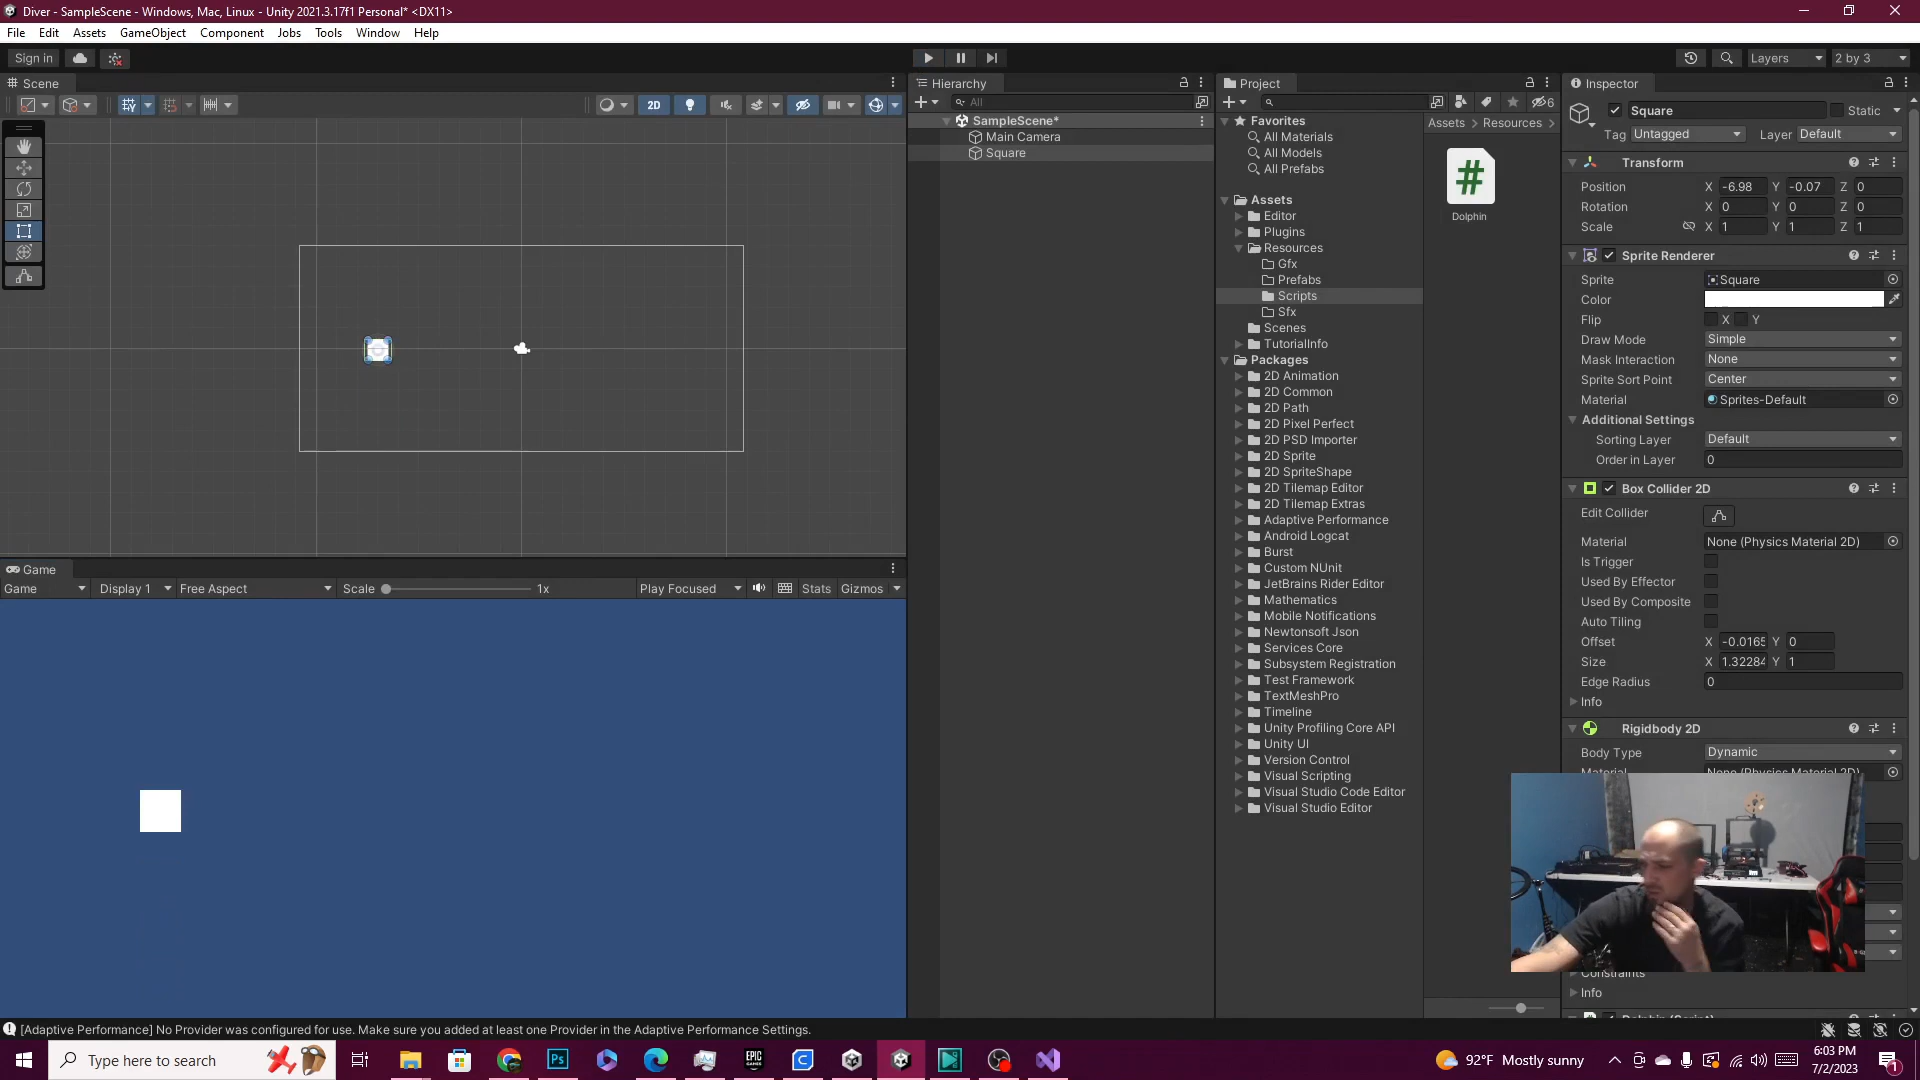 Diver - SampleScene - Windows, Mac, Linux - Unity 2021.3.17f1 Personal* <DX11>
File Edit Assets GameObject Component Jobs Tools Window Help
Sign in
Layers
2 by 3
Scene
2D
Hierarchy
All
SampleScene*
Main Camera
Square
Project
6
Favorites
All Materials
All Models
All Prefabs
Assets
Editor
Plugins
Resources
Gfx
Prefabs
Scripts
Sfx
Scenes
TutorialInfo
Packages
2D Animation
2D Common
2D Path
2D Pixel Perfect
2D PSD Importer
2D Sprite
2D SpriteShape
2D Tilemap Editor
2D Tilemap Extras
Adaptive Performance
Android Logcat
Burst
Custom NUnit
JetBrains Rider Editor
Mathematics
Mobile Notifications
Newtonsoft Json
Services Core
Subsystem Registration
Test Framework
TextMeshPro
Timeline
Unity Profiling Core API
Unity UI
Version Control
Visual Scripting
Visual Studio Code Editor
Visual Studio Editor
Assets > Resources >
#
Dolphin
Inspector
Square
Static
Tag Untagged Layer Default
Transform
Position X -6.98 Y -0.07 Z 0
Rotation X 0 Y 0 Z 0
Scale X 1 Y 1 Z 1
Sprite Renderer
Sprite Square
Color
Flip X Y
Draw Mode Simple
Mask Interaction None
Sprite Sort Point Center
Material Sprites-Default
Additional Settings
Sorting Layer Default
Order in Layer 0
Box Collider 2D
Edit Collider
Material None (Physics Material 2D)
Is Trigger
Used By Effector
Used By Composite
Auto Tiling
Offset X -0.0165 Y 0
Size X 1.32284 Y 1
Edge Radius 0
Info
Rigidbody 2D
Body Type Dynamic
Material None (Physics Material 2D)
Constraints
Info
Dolphin (Script)
Game
Game Display 1 Free Aspect Scale 1x Play Focused Stats Gizmos
[Adaptive Performance] No Provider was configured for use. Make sure you added at least one Provider in the Adaptive Performance Settings.
Type here to search
Ps
EPIC GAMES
92°F Mostly sunny
6:03 PM
7/2/2023
1